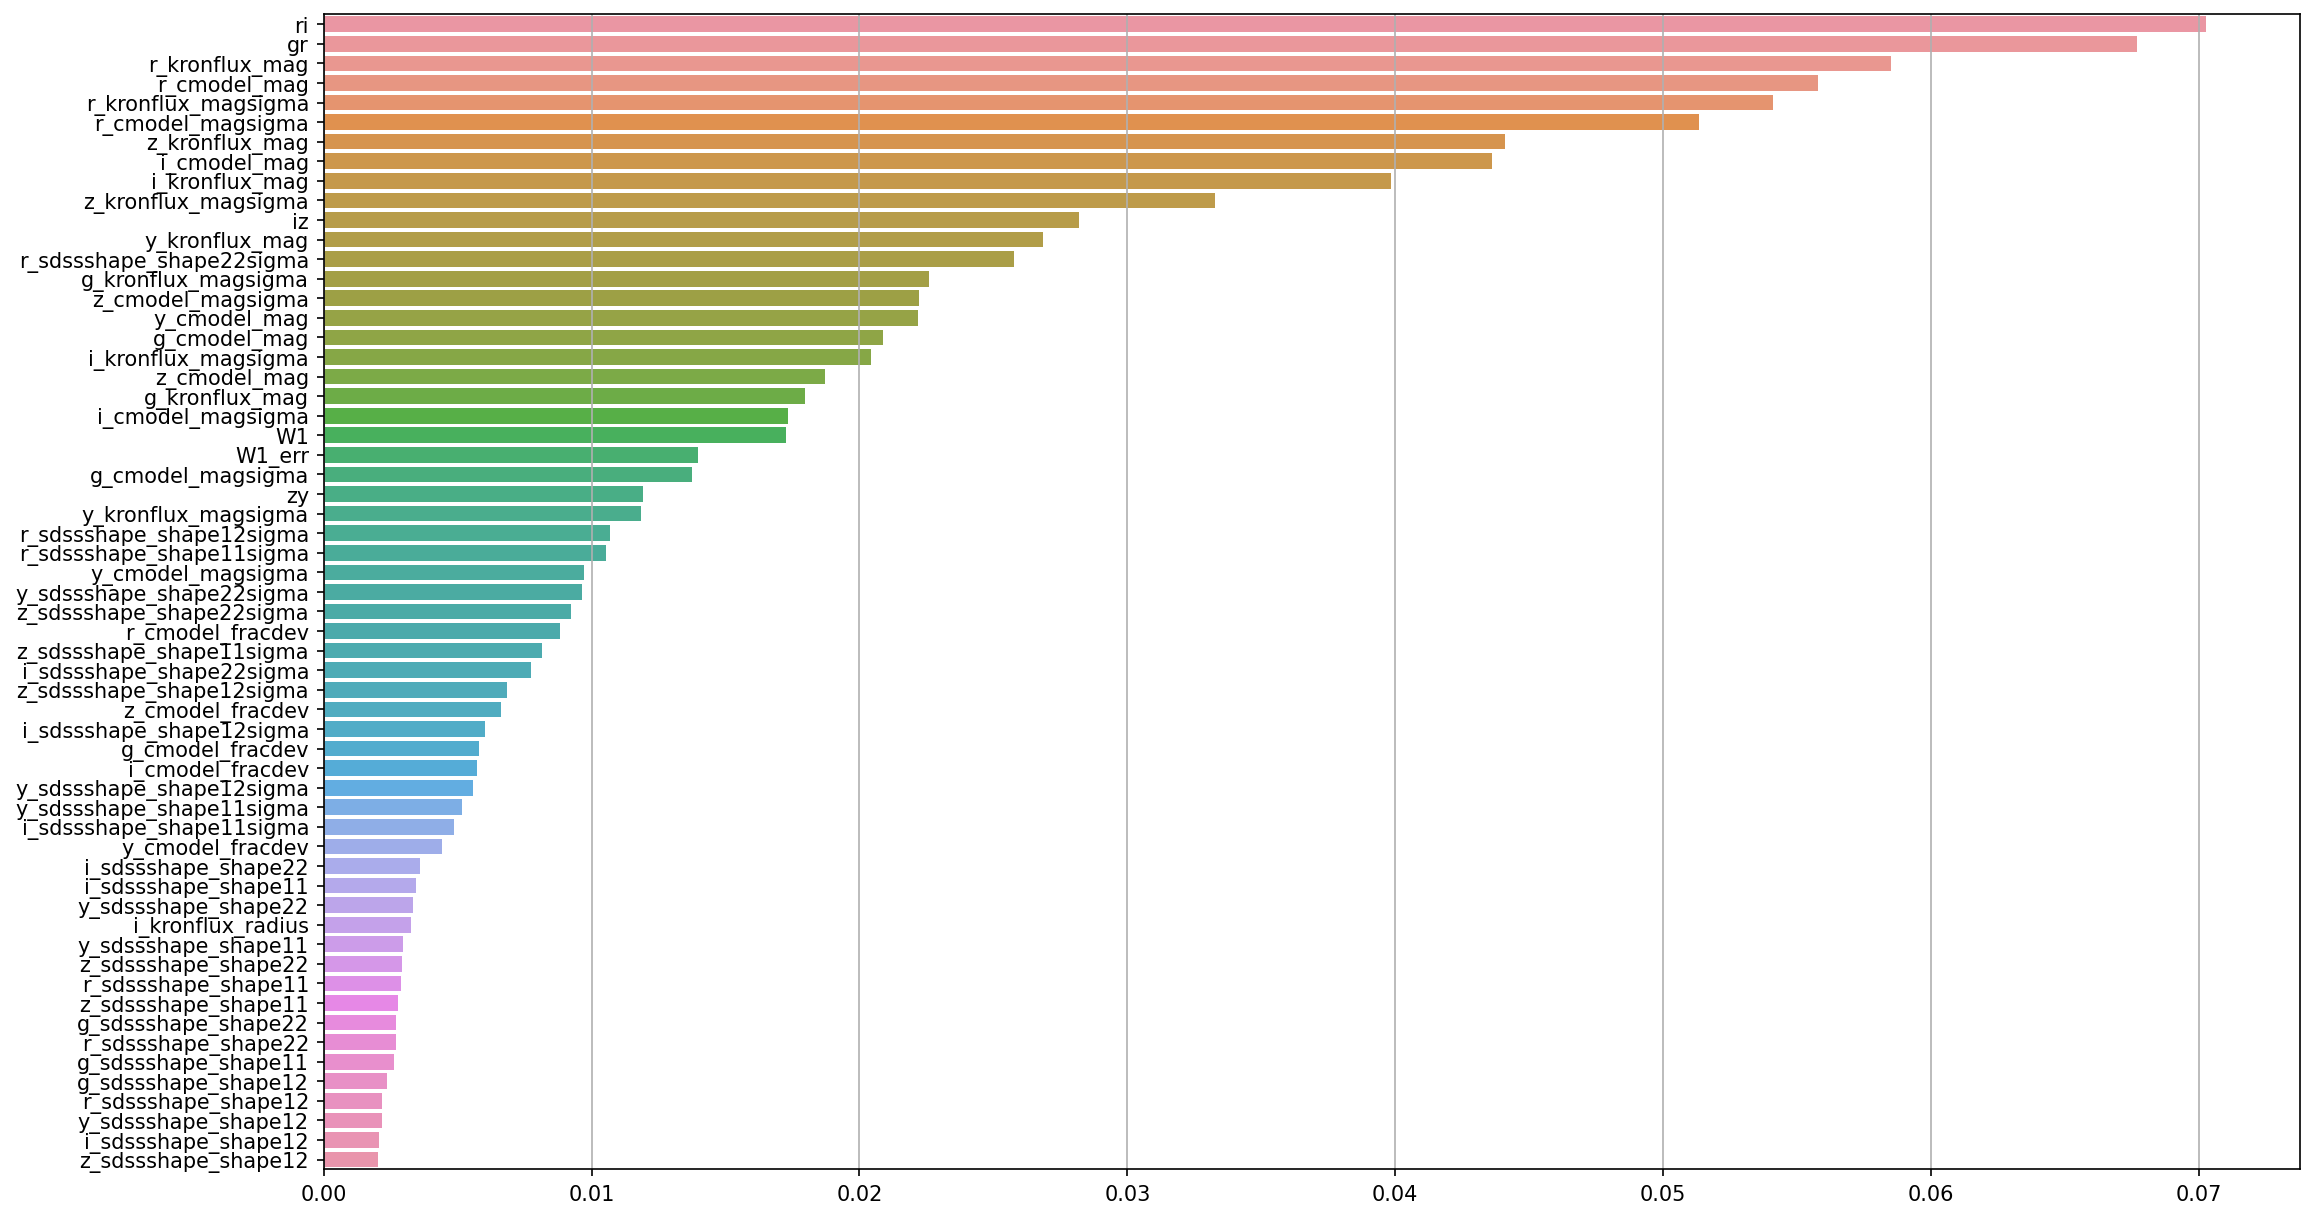 ri
gr
r_kronflux_mag
r_cmodel_mag
r_kronflux_magsigma
r_cmodel_magsigma
z_kronflux_mag
i_cmodel_mag
i_kronflux_mag
z_kronflux_magsigma
iz
y_kronflux_mag
r_sdssshape_shape22sigma
g_kronflux_magsigma
z_cmodel_magsigma
y_cmodel_mag
g_cmodel_mag
i_kronflux_magsigma
z_cmodel_mag
g_kronflux_mag
i_cmodel_magsigma
W1
W1_err
g_cmodel_magsigma
zy
y_kronflux_magsigma
r_sdssshape_shape12sigma
r_sdssshape_shape11sigma
y_cmodel_magsigma
y_sdssshape_shape22sigma
z_sdssshape_shape22sigma
r_cmodel_fracdev
z_sdssshape_shape11sigma
i_sdssshape_shape22sigma
z_sdssshape_shape12sigma
z_cmodel_fracdev
i_sdssshape_shape12sigma
g_cmodel_fracdev
i_cmodel_fracdev
y_sdssshape_shape12sigma
y_sdssshape_shape11sigma
i_sdssshape_shape11sigma
y_cmodel_fracdev
i_sdssshape_shape22
i_sdssshape_shape11
y_sdssshape_shape22
i_kronflux_radius
y_sdssshape_shape11
z_sdssshape_shape22
r_sdssshape_shape11
z_sdssshape_shape11
g_sdssshape_shape22
r_sdssshape_shape22
g_sdssshape_shape11
g_sdssshape_shape12
r_sdssshape_shape12
y_sdssshape_shape12
i_sdssshape_shape12
z_sdssshape_shape12
0.00 0.01 0.02 0.03 0.04 0.05 0.06 0.07